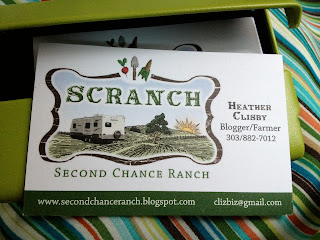 SCRANCH
SECOND CHANCE RANCH
HEATHER
CLISBY
Blogger/Farmer
303/882-7012
www.secondchanceranch.blogspot.com clizbiz@gmail.com